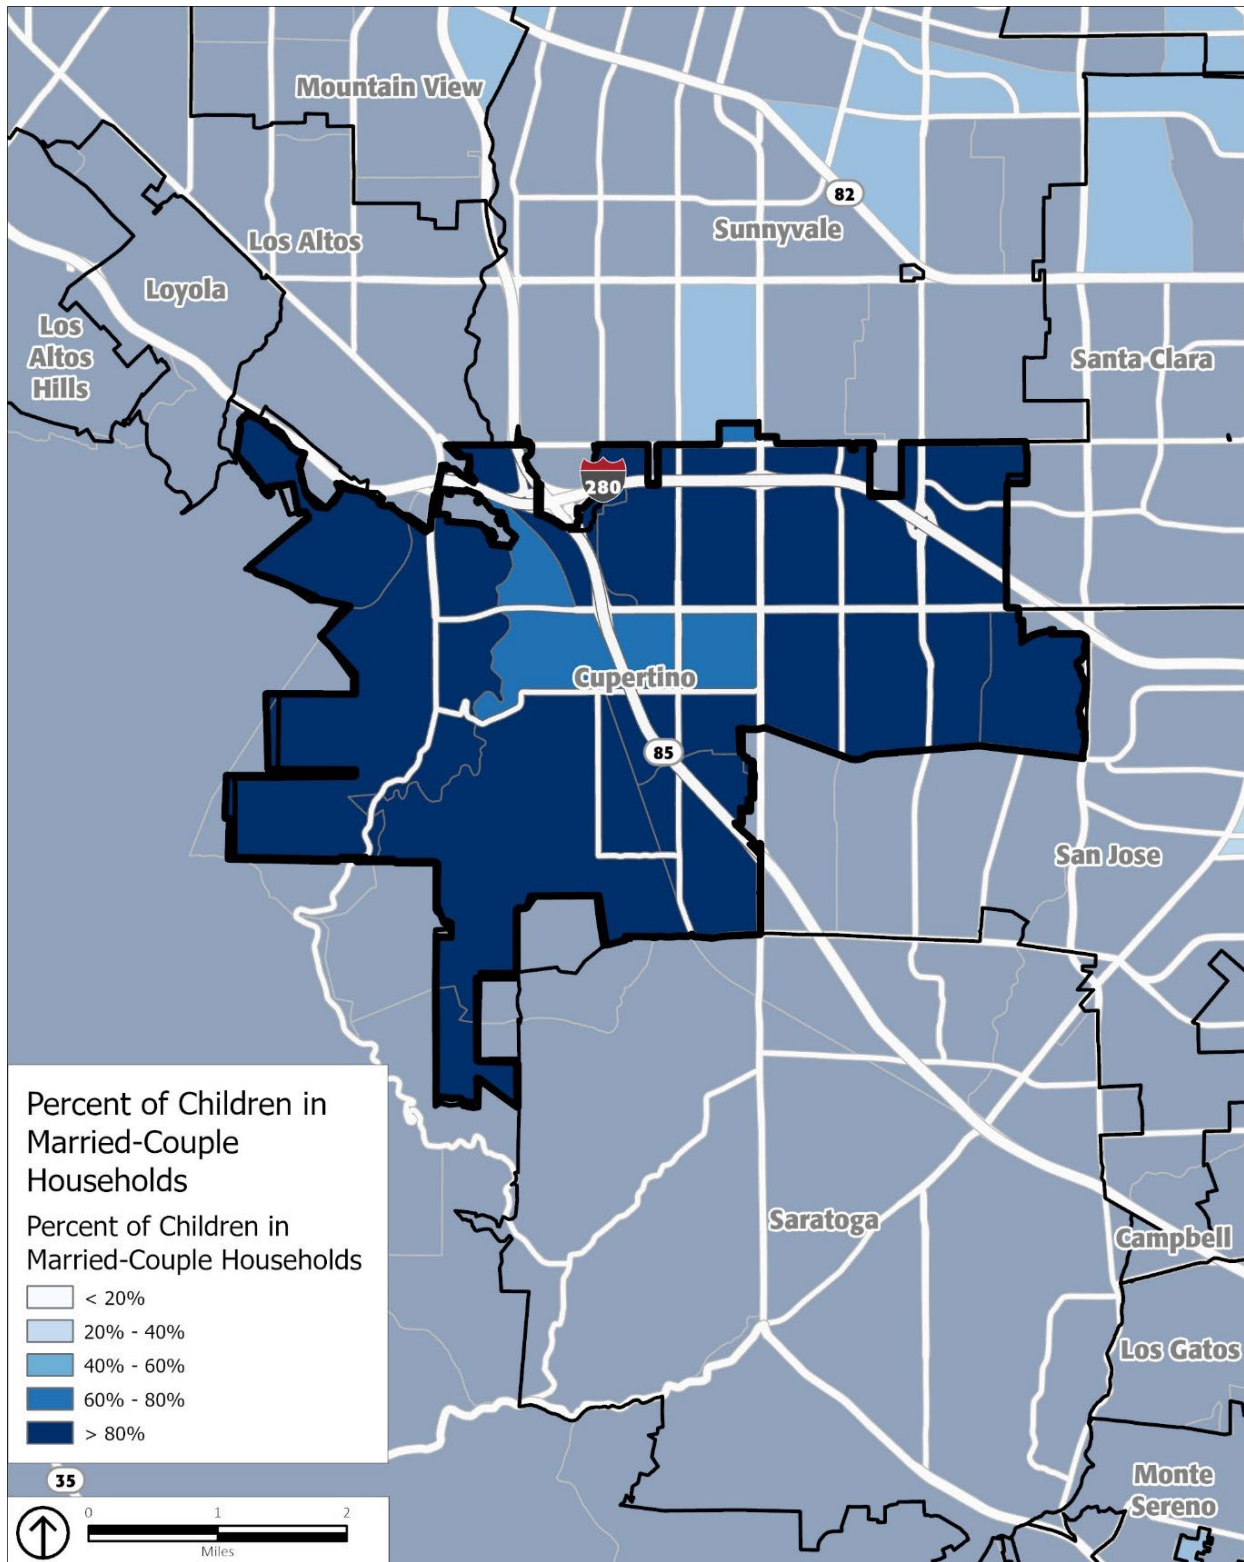 Mountain View
82
Sunnyvale
Los Altos
Loyola
Los
Altos
Hills
Santa Clara
280
Cupertino
85
San Jose
Saratoga
Campbell
Los Gatos
Monte
Sereno
Percent of Children in
Married-Couple
Households
Percent of Children in
Married-Couple Households
< 20%
20% - 40%
40% - 60%
60% - 80%
> 80%
35
0 1 2
Miles